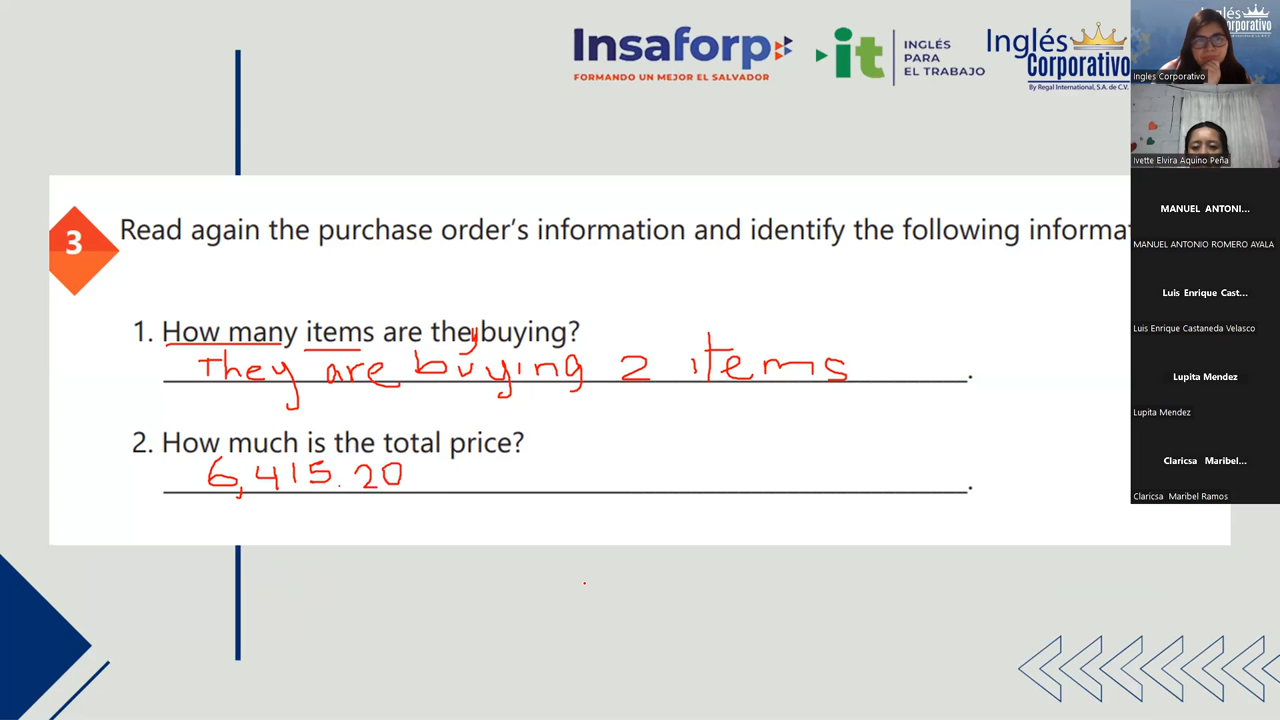 Insaforp
FORMANDO UN MEJOR EL SALVADOR
it
INGLÉS
PARA
EL TRABAJO
Inglés
Corporativo
By Regal International, S.A. de C.V.
3
Read again the purchase order's information and identify the following informat
1. How many items are they buying?
They are buying 2 items
2. How much is the total price?
6,415.20
Ingles Corporativo
Ivette Elvira Aquino Peña
MANUEL ANTONI...
MANUEL ANTONIO ROMERO AYALA
Luis Enrique Cast...
Luis Enrique Castaneda Velasco
Lupita Mendez
Lupita Mendez
Claricsa Maribel...
Claricsa Maribel Ramos